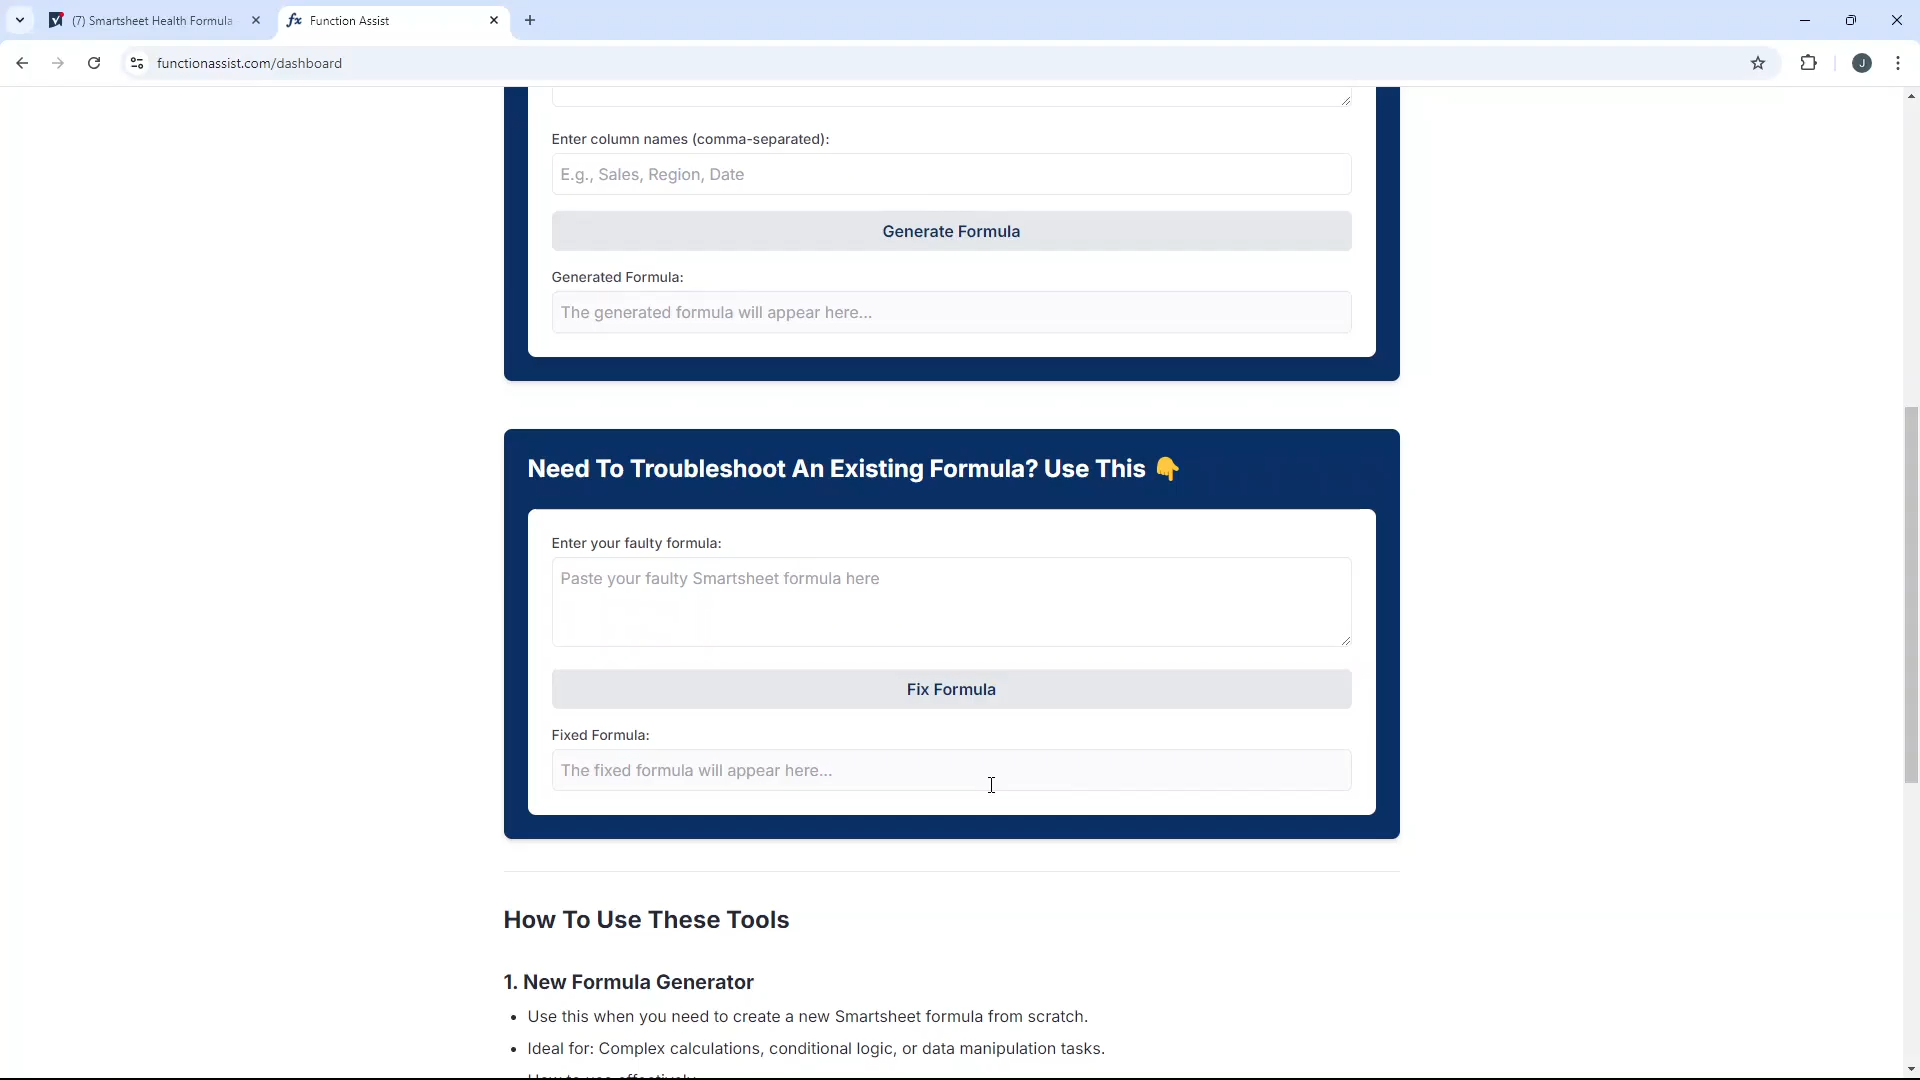 (7) Smartsheet Health Formula
Function Assist
functionassist.com/dashboard
J
Enter column names (comma-separated):
E.g., Sales, Region, Date
Generate Formula
Generated Formula:
The generated formula will appear here...
Need To Troubleshoot An Existing Formula? Use This 👇
Enter your faulty formula:
Paste your faulty Smartsheet formula here
Fix Formula
Fixed Formula:
The fixed formula will appear here...
How To Use These Tools
1. New Formula Generator
• Use this when you need to create a new Smartsheet formula from scratch.
• Ideal for: Complex calculations, conditional logic, or data manipulation tasks.